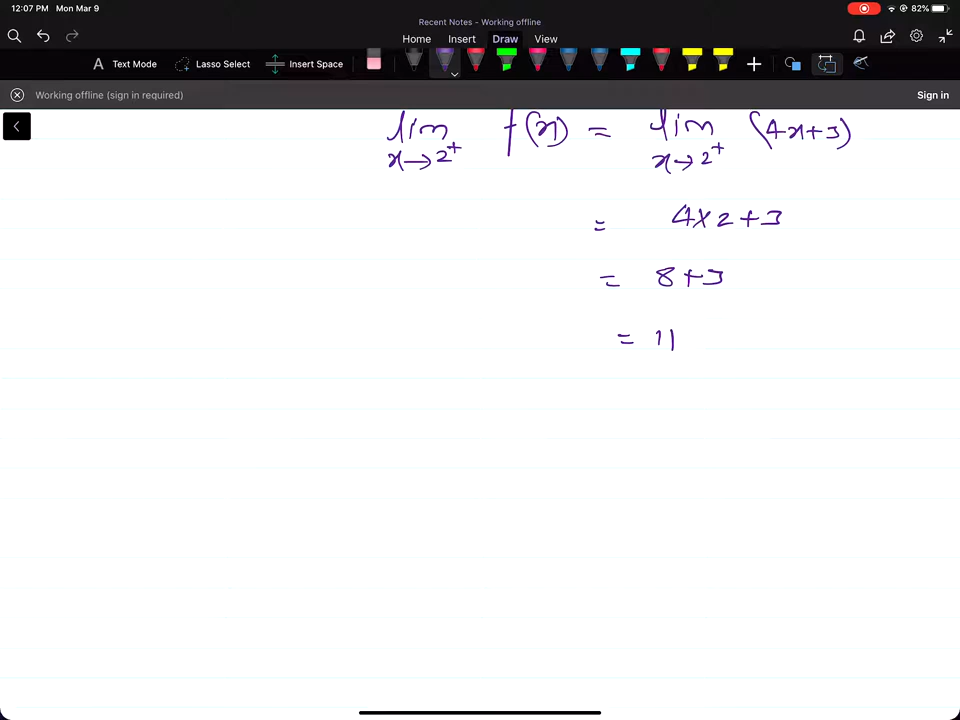 12:07 PM Mon Mar 9
82%
Recent Notes - Working offline
Home Insert Draw View
A Text Mode Lasso Select Insert Space
Working offline (sign in required) Sign in
lim f(x) = lim (4x+3)
x→2⁺ x→2⁺
= 4×2+3
= 8+3
= 11